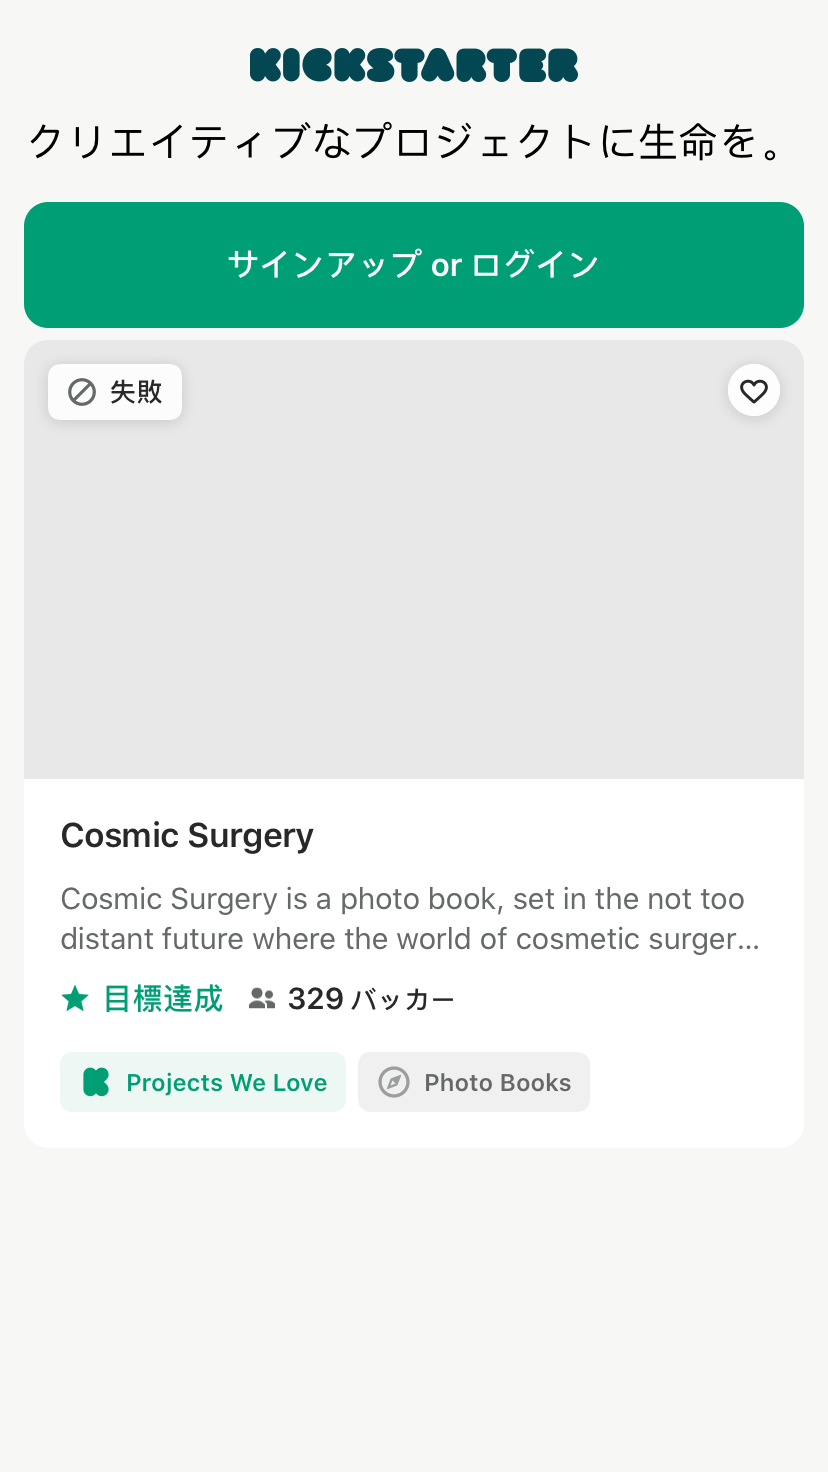 KICKSTARTER
クリエイティブなプロジェクトに生命を。
サインアップ or ログイン
失敗
Cosmic Surgery
Cosmic Surgery is a photo book, set in the not too
distant future where the world of cosmetic surger...
目標達成 329 バッカー
Projects We Love Photo Books